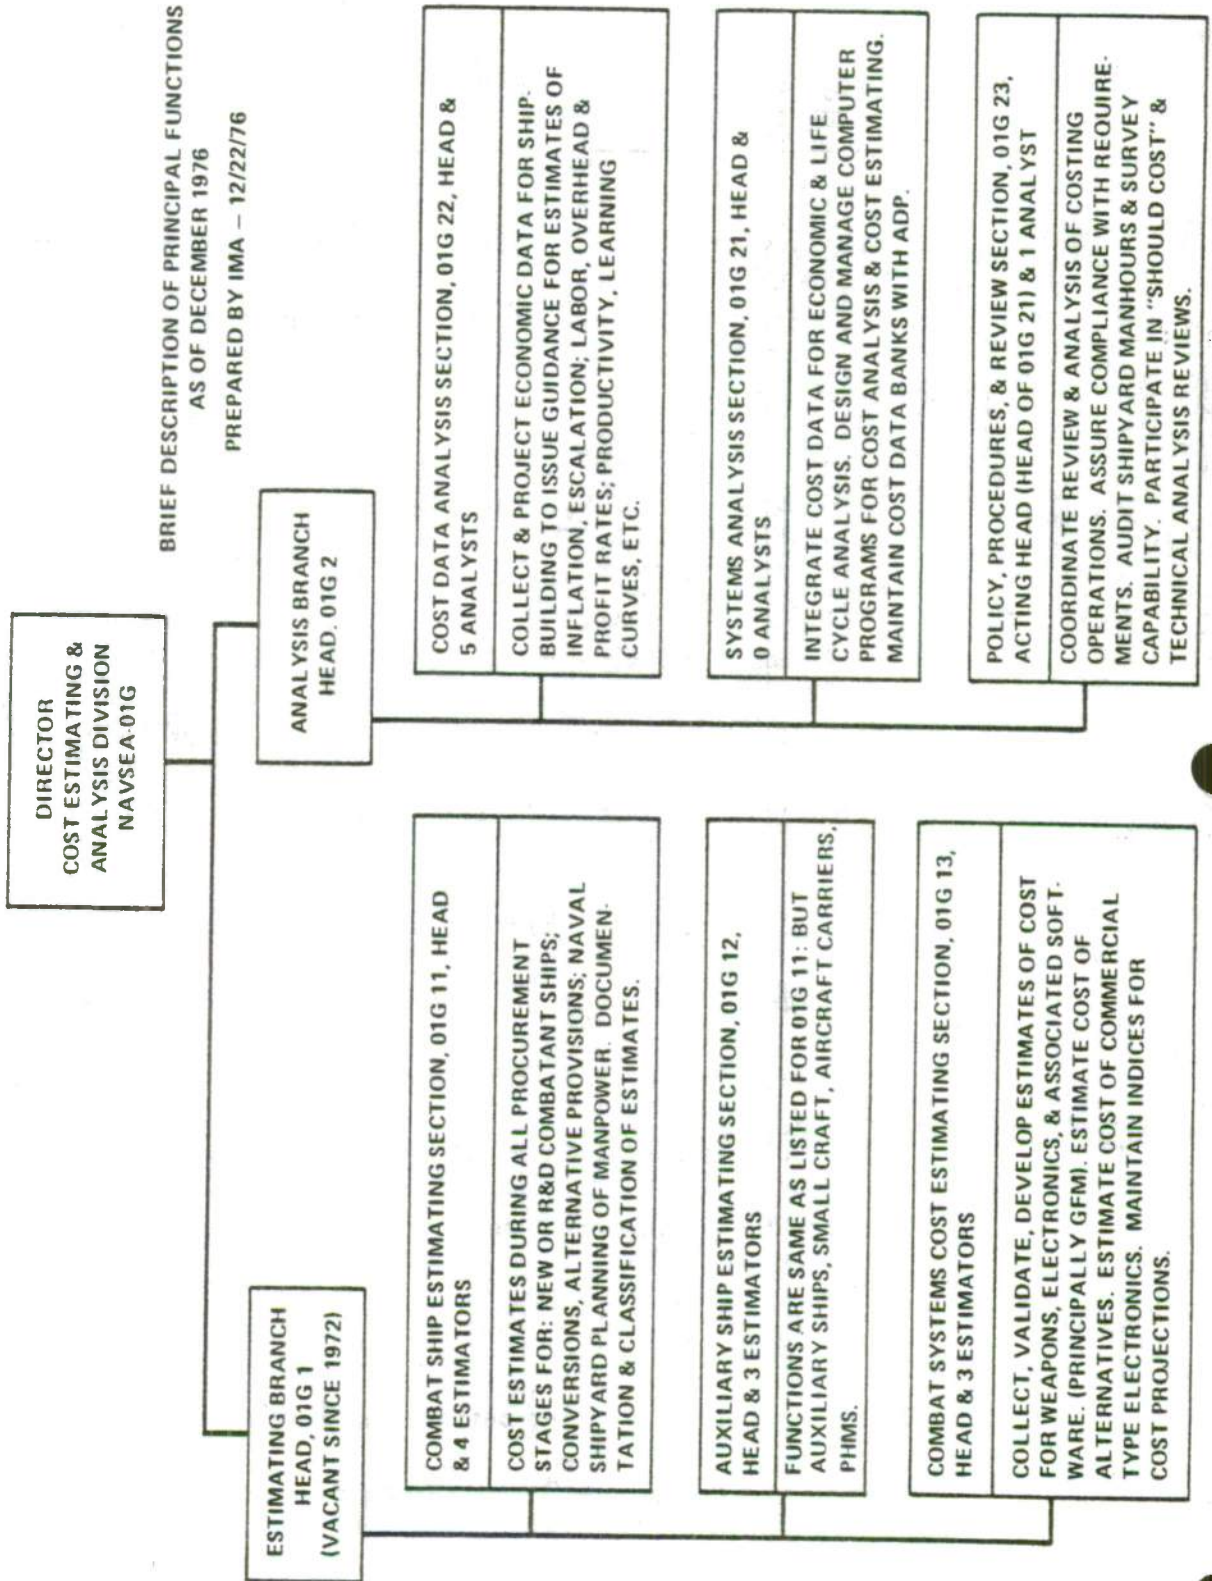 DIRECTOR
COST ESTIMATING &
ANALYSIS DIVISION
NAVSEA-01G
BRIEF DESCRIPTION OF PRINCIPAL FUNCTIONS
AS OF DECEMBER 1976
PREPARED BY IMA – 12/22/76
ESTIMATING BRANCH
HEAD, 01G 1
(VACANT SINCE 1972)
COMBAT SHIP ESTIMATING SECTION, 01G 11, HEAD
& 4 ESTIMATORS
COST ESTIMATES DURING ALL PROCUREMENT
STAGES FOR: NEW OR R&D COMBATANT SHIPS;
CONVERSIONS, ALTERNATIVE PROVISIONS; NAVAL
SHIPYARD PLANNING OF MANPOWER. DOCUMEN-
TATION & CLASSIFICATION OF ESTIMATES.
AUXILIARY SHIP ESTIMATING SECTION, 01G 12,
HEAD & 3 ESTIMATORS
FUNCTIONS ARE SAME AS LISTED FOR 01G 11: BUT
AUXILIARY SHIPS, SMALL CRAFT, AIRCRAFT CARRIERS,
PHMS.
COMBAT SYSTEMS COST ESTIMATING SECTION, 01G 13,
HEAD & 3 ESTIMATORS
COLLECT, VALIDATE, DEVELOP ESTIMATES OF COST
FOR WEAPONS, ELECTRONICS, & ASSOCIATED SOFT-
WARE. (PRINCIPALLY GFM). ESTIMATE COST OF
ALTERNATIVES. ESTIMATE COST OF COMMERCIAL
TYPE ELECTRONICS. MAINTAIN INDICES FOR
COST PROJECTIONS.
ANALYSIS BRANCH
HEAD. 01G 2
COST DATA ANALYSIS SECTION, 01G 22, HEAD &
5 ANALYSTS
COLLECT & PROJECT ECONOMIC DATA FOR SHIP-
BUILDING TO ISSUE GUIDANCE FOR ESTIMATES OF
INFLATION, ESCALATION; LABOR, OVERHEAD &
PROFIT RATES; PRODUCTIVITY, LEARNING
CURVES, ETC.
SYSTEMS ANALYSIS SECTION, 01G 21, HEAD &
0 ANALYSTS
INTEGRATE COST DATA FOR ECONOMIC & LIFE
CYCLE ANALYSIS. DESIGN AND MANAGE COMPUTER
PROGRAMS FOR COST ANALYSIS & COST ESTIMATING.
MAINTAIN COST DATA BANKS WITH ADP.
POLICY, PROCEDURES, & REVIEW SECTION, 01G 23,
ACTING HEAD (HEAD OF 01G 21) & 1 ANALYST
COORDINATE REVIEW & ANALYSIS OF COSTING
OPERATIONS. ASSURE COMPLIANCE WITH REQUIRE-
MENTS. AUDIT SHIPYARD MANHOURS & SURVEY
CAPABILITY. PARTICIPATE IN "SHOULD COST" &
TECHNICAL ANALYSIS REVIEWS.